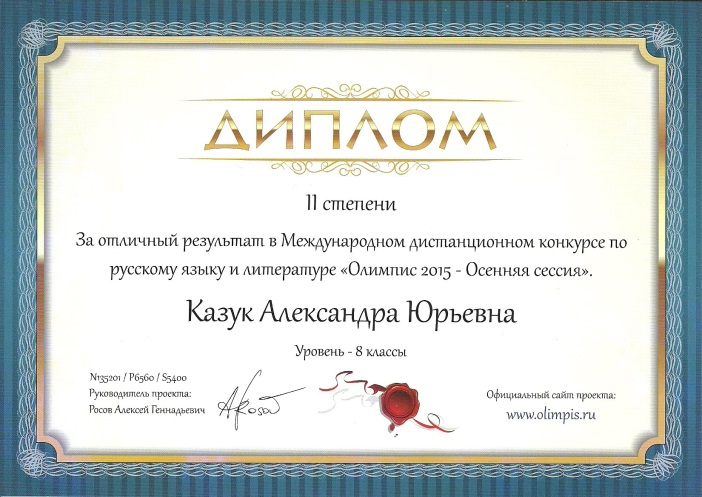 ДИПЛОМ
II степени
За отличный результат в Международном дистанционном конкурсе по
русскому языку и литературе «Олимпис 2015 - Осенняя сессия».
Казук Александра Юрьевна
Уровень - 8 классы
N135201 / P6560 / S5400
Руководитель проекта:
Росов Алексей Геннадьевич
Официальный сайт проекта:
www.olimpis.ru